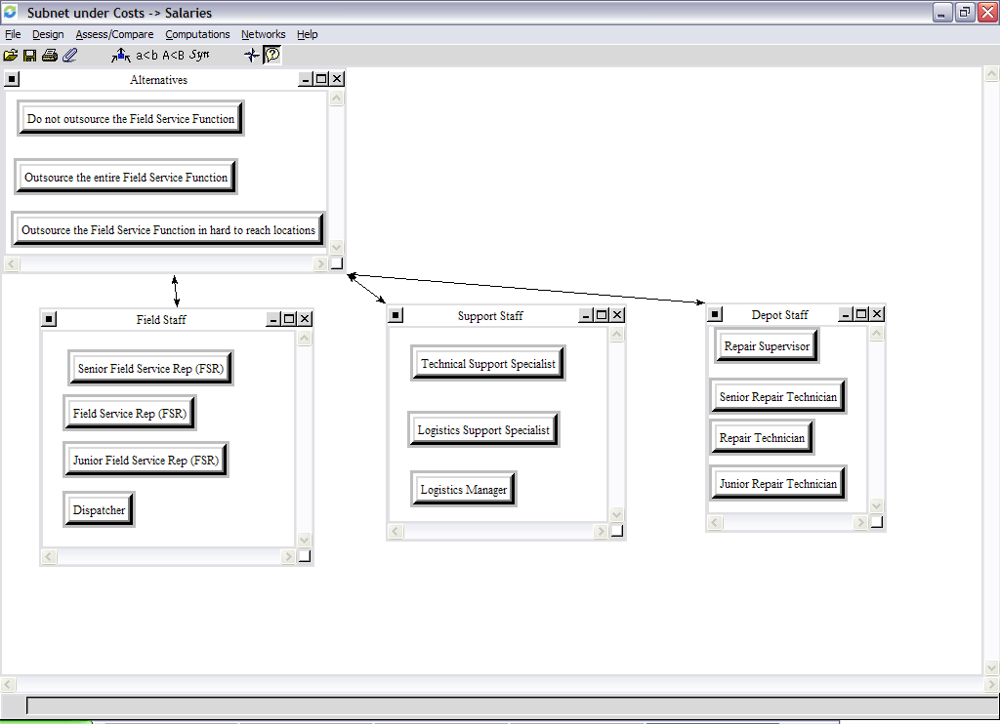 Subnet under Costs -> Salaries
File Design Assess/Compare Computations Networks Help
a<b A<B Syn
Alternatives
Do not outsource the Field Service Function
Outsource the entire Field Service Function
Outsource the Field Service Function in hard to reach locations
Field Staff
Senior Field Service Rep (FSR)
Field Service Rep (FSR)
Junior Field Service Rep (FSR)
Dispatcher
Support Staff
Technical Support Specialist
Logistics Support Specialist
Logistics Manager
Depot Staff
Repair Supervisor
Senior Repair Technician
Repair Technician
Junior Repair Technician